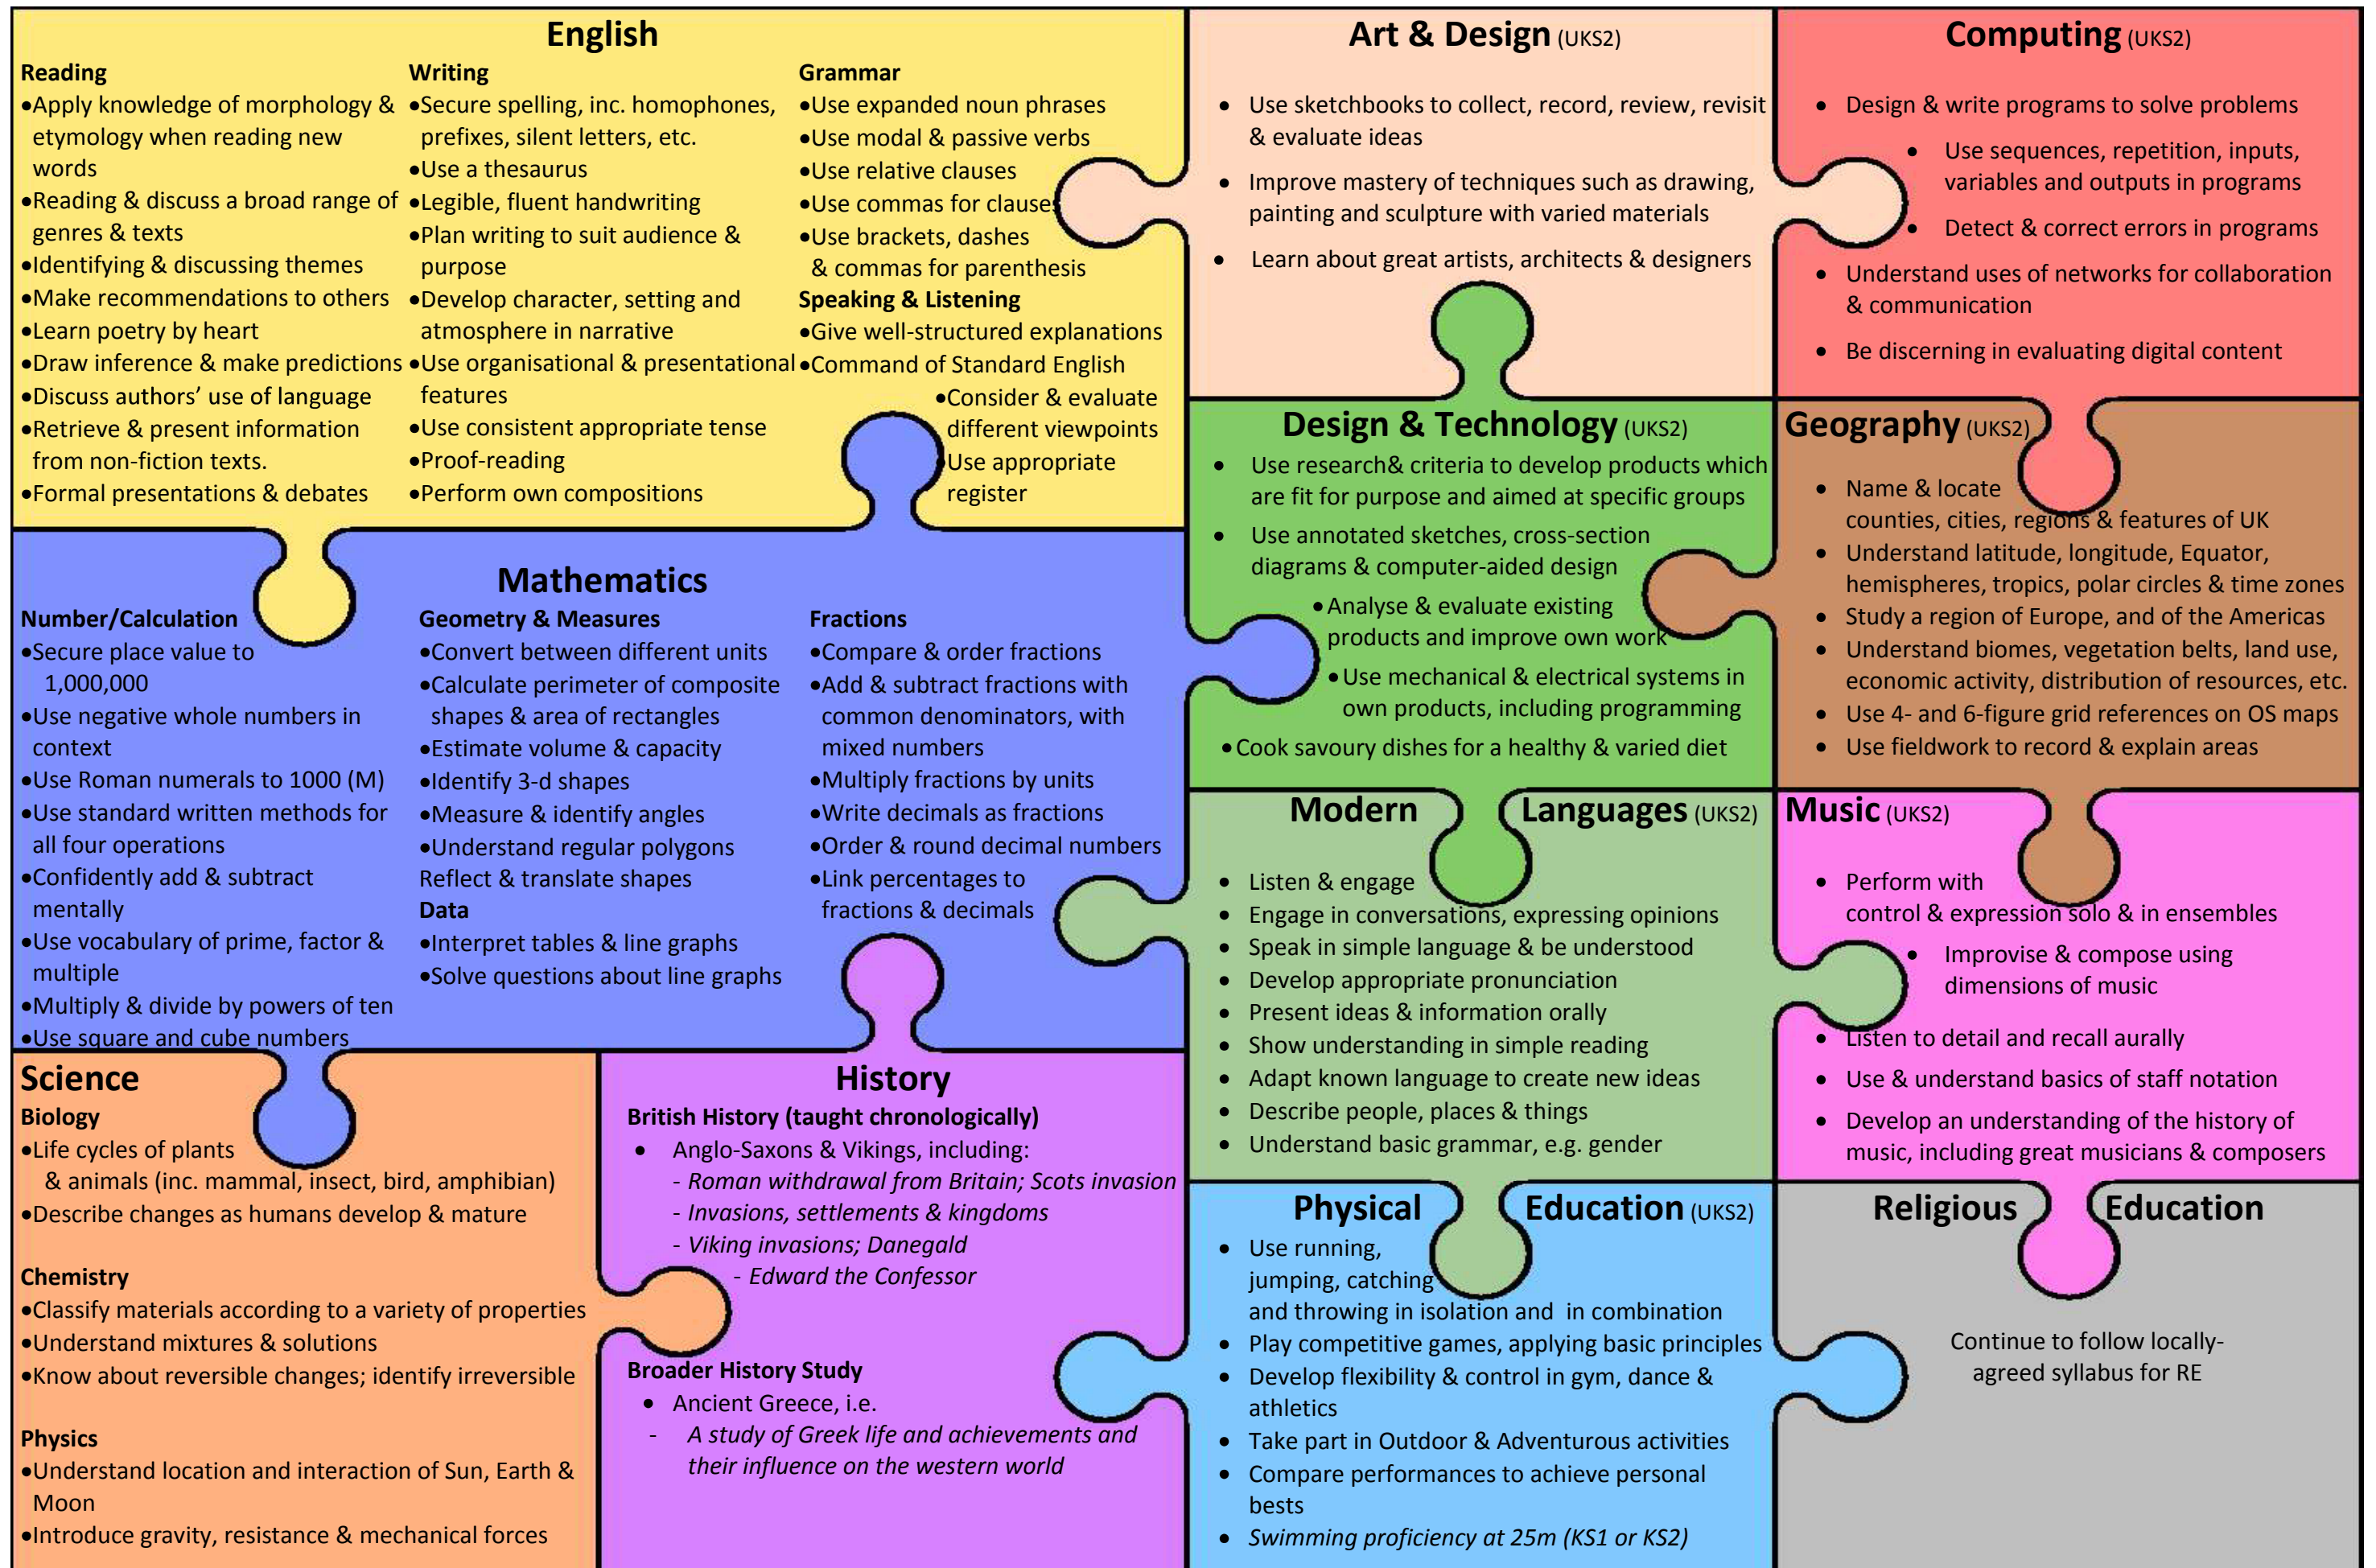 English
Reading
•Apply knowledge of morphology &
etymology when reading new
words
•Reading & discuss a broad range of
genres & texts
•Identifying & discussing themes
•Make recommendations to others
•Learn poetry by heart
•Draw inference & make predictions
•Discuss authors’ use of language
•Retrieve & present information
from non-fiction texts.
•Formal presentations & debates
Writing
•Secure spelling, inc. homophones,
prefixes, silent letters, etc.
•Use a thesaurus
•Legible, fluent handwriting
•Plan writing to suit audience &
purpose
•Develop character, setting and
atmosphere in narrative
•Use organisational & presentational
features
•Use consistent appropriate tense
•Proof-reading
•Perform own compositions
Grammar
•Use expanded noun phrases
•Use modal & passive verbs
•Use relative clauses
•Use commas for clauses
•Use brackets, dashes
& commas for parenthesis
Speaking & Listening
•Give well-structured explanations
•Command of Standard English
•Consider & evaluate
different viewpoints
•Use appropriate
register
Art & Design (UKS2)
• Use sketchbooks to collect, record, review, revisit
& evaluate ideas
• Improve mastery of techniques such as drawing,
painting and sculpture with varied materials
• Learn about great artists, architects & designers
Computing (UKS2)
• Design & write programs to solve problems
• Use sequences, repetition, inputs,
variables and outputs in programs
• Detect & correct errors in programs
• Understand uses of networks for collaboration
& communication
• Be discerning in evaluating digital content
Mathematics
Number/Calculation
•Secure place value to
1,000,000
•Use negative whole numbers in
context
•Use Roman numerals to 1000 (M)
•Use standard written methods for
all four operations
•Confidently add & subtract
mentally
•Use vocabulary of prime, factor &
multiple
•Multiply & divide by powers of ten
•Use square and cube numbers
Geometry & Measures
•Convert between different units
•Calculate perimeter of composite
shapes & area of rectangles
•Estimate volume & capacity
•Identify 3-d shapes
•Measure & identify angles
•Understand regular polygons
Reflect & translate shapes
Data
•Interpret tables & line graphs
•Solve questions about line graphs
Fractions
•Compare & order fractions
•Add & subtract fractions with
common denominators, with
mixed numbers
•Multiply fractions by units
•Write decimals as fractions
•Order & round decimal numbers
•Link percentages to
fractions & decimals
Design & Technology (UKS2)
• Use research& criteria to develop products which
are fit for purpose and aimed at specific groups
• Use annotated sketches, cross-section
diagrams & computer-aided design
•Analyse & evaluate existing
products and improve own work
•Use mechanical & electrical systems in
own products, including programming
•Cook savoury dishes for a healthy & varied diet
Geography (UKS2)
• Name & locate
counties, cities, regions & features of UK
• Understand latitude, longitude, Equator,
hemispheres, tropics, polar circles & time zones
• Study a region of Europe, and of the Americas
• Understand biomes, vegetation belts, land use,
economic activity, distribution of resources, etc.
• Use 4- and 6-figure grid references on OS maps
• Use fieldwork to record & explain areas
Modern Languages (UKS2)
• Listen & engage
• Engage in conversations, expressing opinions
• Speak in simple language & be understood
• Develop appropriate pronunciation
• Present ideas & information orally
• Show understanding in simple reading
• Adapt known language to create new ideas
• Describe people, places & things
• Understand basic grammar, e.g. gender
Music (UKS2)
• Perform with
control & expression solo & in ensembles
• Improvise & compose using
dimensions of music
• Listen to detail and recall aurally
• Use & understand basics of staff notation
• Develop an understanding of the history of
music, including great musicians & composers
Science
Biology
•Life cycles of plants
& animals (inc. mammal, insect, bird, amphibian)
•Describe changes as humans develop & mature
Chemistry
•Classify materials according to a variety of properties
•Understand mixtures & solutions
•Know about reversible changes; identify irreversible
Physics
•Understand location and interaction of Sun, Earth &
Moon
•Introduce gravity, resistance & mechanical forces
History
British History (taught chronologically)
• Anglo-Saxons & Vikings, including:
- Roman withdrawal from Britain; Scots invasion
- Invasions, settlements & kingdoms
- Viking invasions; Danegald
- Edward the Confessor
Broader History Study
• Ancient Greece, i.e.
- A study of Greek life and achievements and
their influence on the western world
Physical Education (UKS2)
• Use running,
jumping, catching
and throwing in isolation and in combination
• Play competitive games, applying basic principles
• Develop flexibility & control in gym, dance &
athletics
• Take part in Outdoor & Adventurous activities
• Compare performances to achieve personal
bests
• Swimming proficiency at 25m (KS1 or KS2)
Religious Education
Continue to follow locally-
agreed syllabus for RE